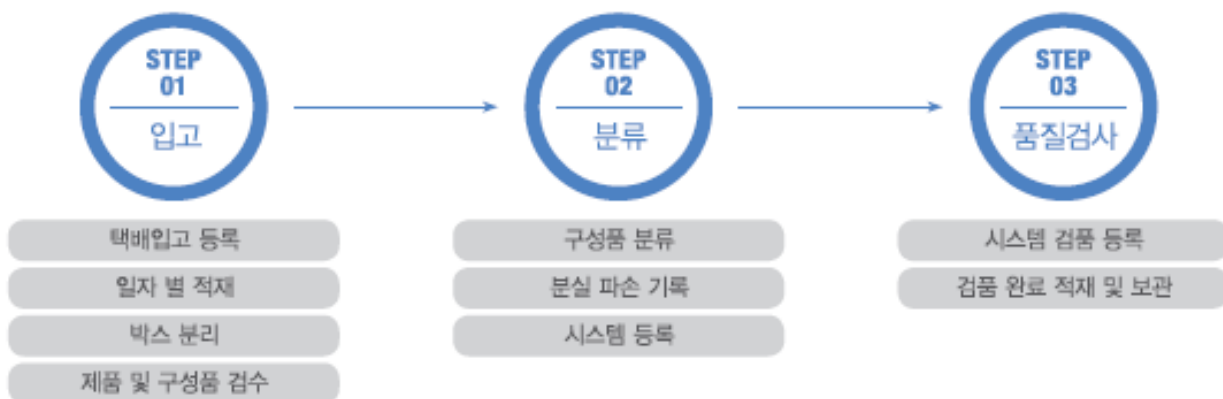 STEP
01
입고
택배입고 등록
일자 별 적재
박스 분리
제품 및 구성품 검수
STEP
02
분류
구성품 분류
분실 파손 기록
시스템 등록
STEP
03
품질검사
시스템 검품 등록
검품 완료 적재 및 보관